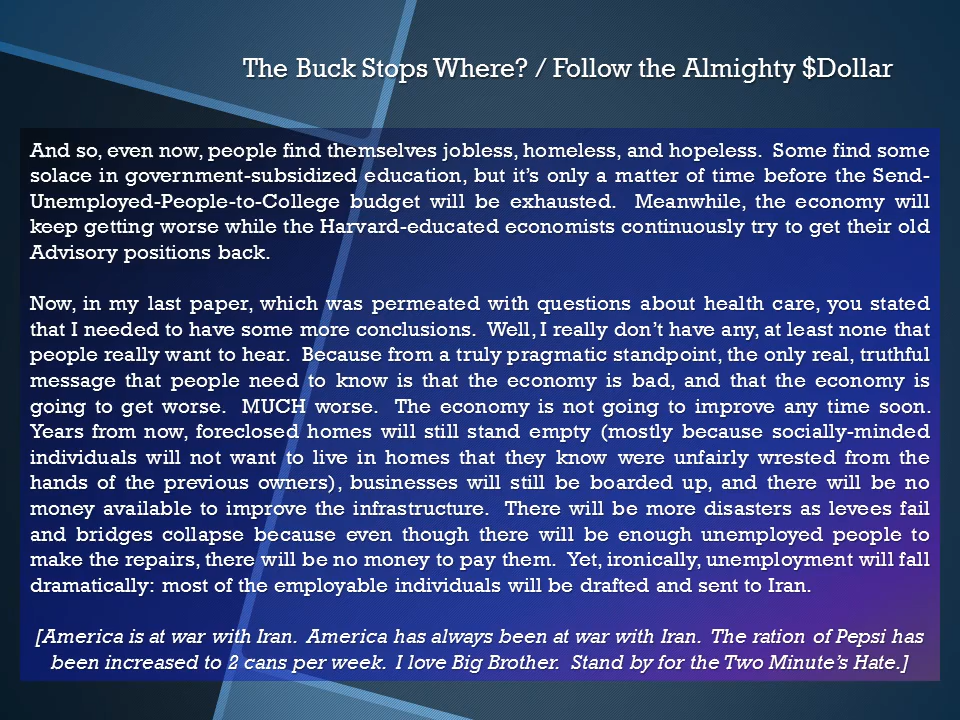 The Buck Stops Where? / Follow the Almighty $Dollar
And so, even now, people find themselves jobless, homeless, and hopeless.  Some find some
solace in government-subsidized education, but it's only a matter of time before the Send-
Unemployed-People-to-College budget will be exhausted.  Meanwhile, the economy will
keep getting worse while the Harvard-educated economists continuously try to get their old
Advisory positions back.
Now, in my last paper, which was permeated with questions about health care, you stated
that I needed to have some more conclusions.  Well, I really don't have any, at least none that
people really want to hear.  Because from a truly pragmatic standpoint, the only real, truthful
message that people need to know is that the economy is bad, and that the economy is
going to get worse.  MUCH worse.  The economy is not going to improve any time soon.
Years from now, foreclosed homes will still stand empty (mostly because socially-minded
individuals will not want to live in homes that they know were unfairly wrested from the
hands of the previous owners), businesses will still be boarded up, and there will be no
money available to improve the infrastructure.  There will be more disasters as levees fail
and bridges collapse because even though there will be enough unemployed people to
make the repairs, there will be no money to pay them.  Yet, ironically, unemployment will fall
dramatically: most of the employable individuals will be drafted and sent to Iran.
[America is at war with Iran.  America has always been at war with Iran.  The ration of Pepsi has
been increased to 2 cans per week.  I love Big Brother.  Stand by for the Two Minute's Hate.]